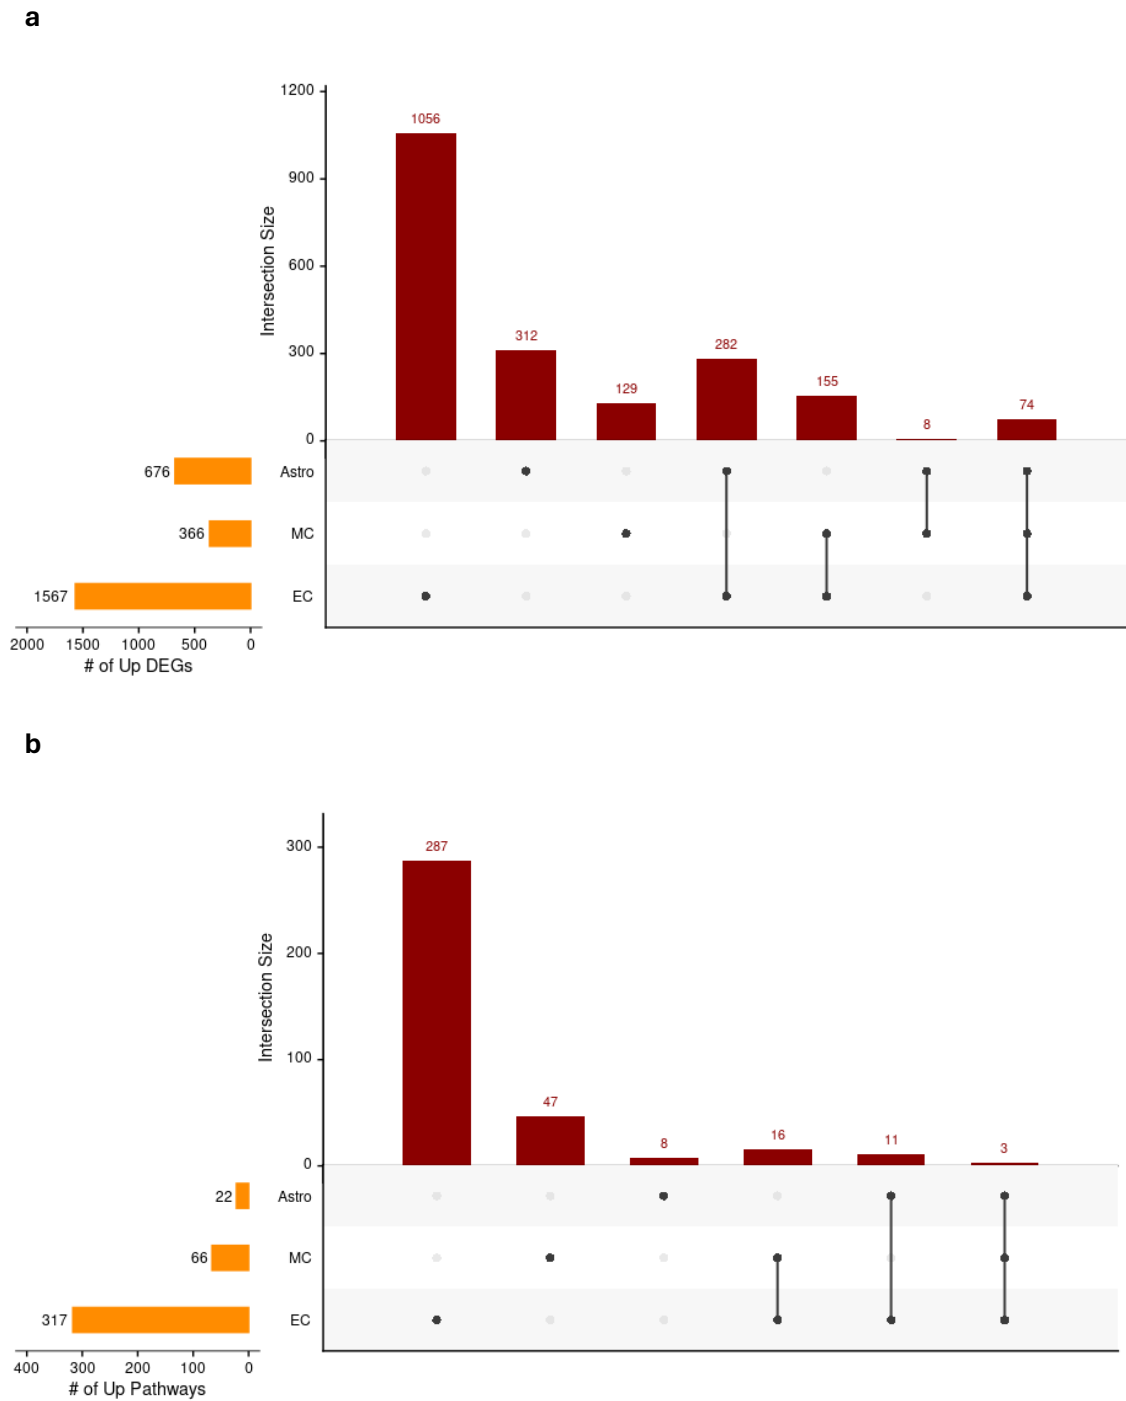 a
1200
1056
900
600
Intersection Size
312
300
282
155
129
74
8
0
676
Astro
366
MC
1567
EC
2000 1500 1000 500 0
# of Up DEGs
b
300
287
200
Intersection Size
100
47
8
16
11
3
0
22
Astro
66
MC
317
EC
400 300 200 100 0
# of Up Pathways